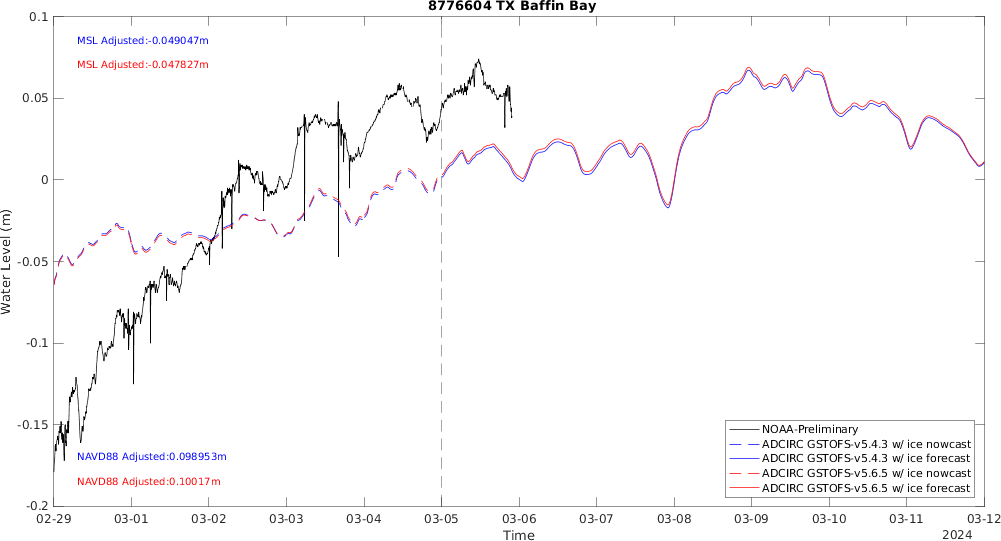 8776604 TX Baffin Bay
MSL Adjusted:-0.049047m
MSL Adjusted:-0.047827m
0.1
0.05
0
-0.05
-0.1
-0.15
-0.2
Water Level (m)
NAVD88 Adjusted:0.098953m
NAVD88 Adjusted:0.10017m
NOAA-Preliminary
ADCIRC GSTOFS-v5.4.3 w/ ice nowcast
ADCIRC GSTOFS-v5.4.3 w/ ice forecast
ADCIRC GSTOFS-v5.6.5 w/ ice nowcast
ADCIRC GSTOFS-v5.6.5 w/ ice forecast
02-29 03-01 03-02 03-03 03-04 03-05 03-06 03-07 03-08 03-09 03-10 03-11 03-12
Time
2024